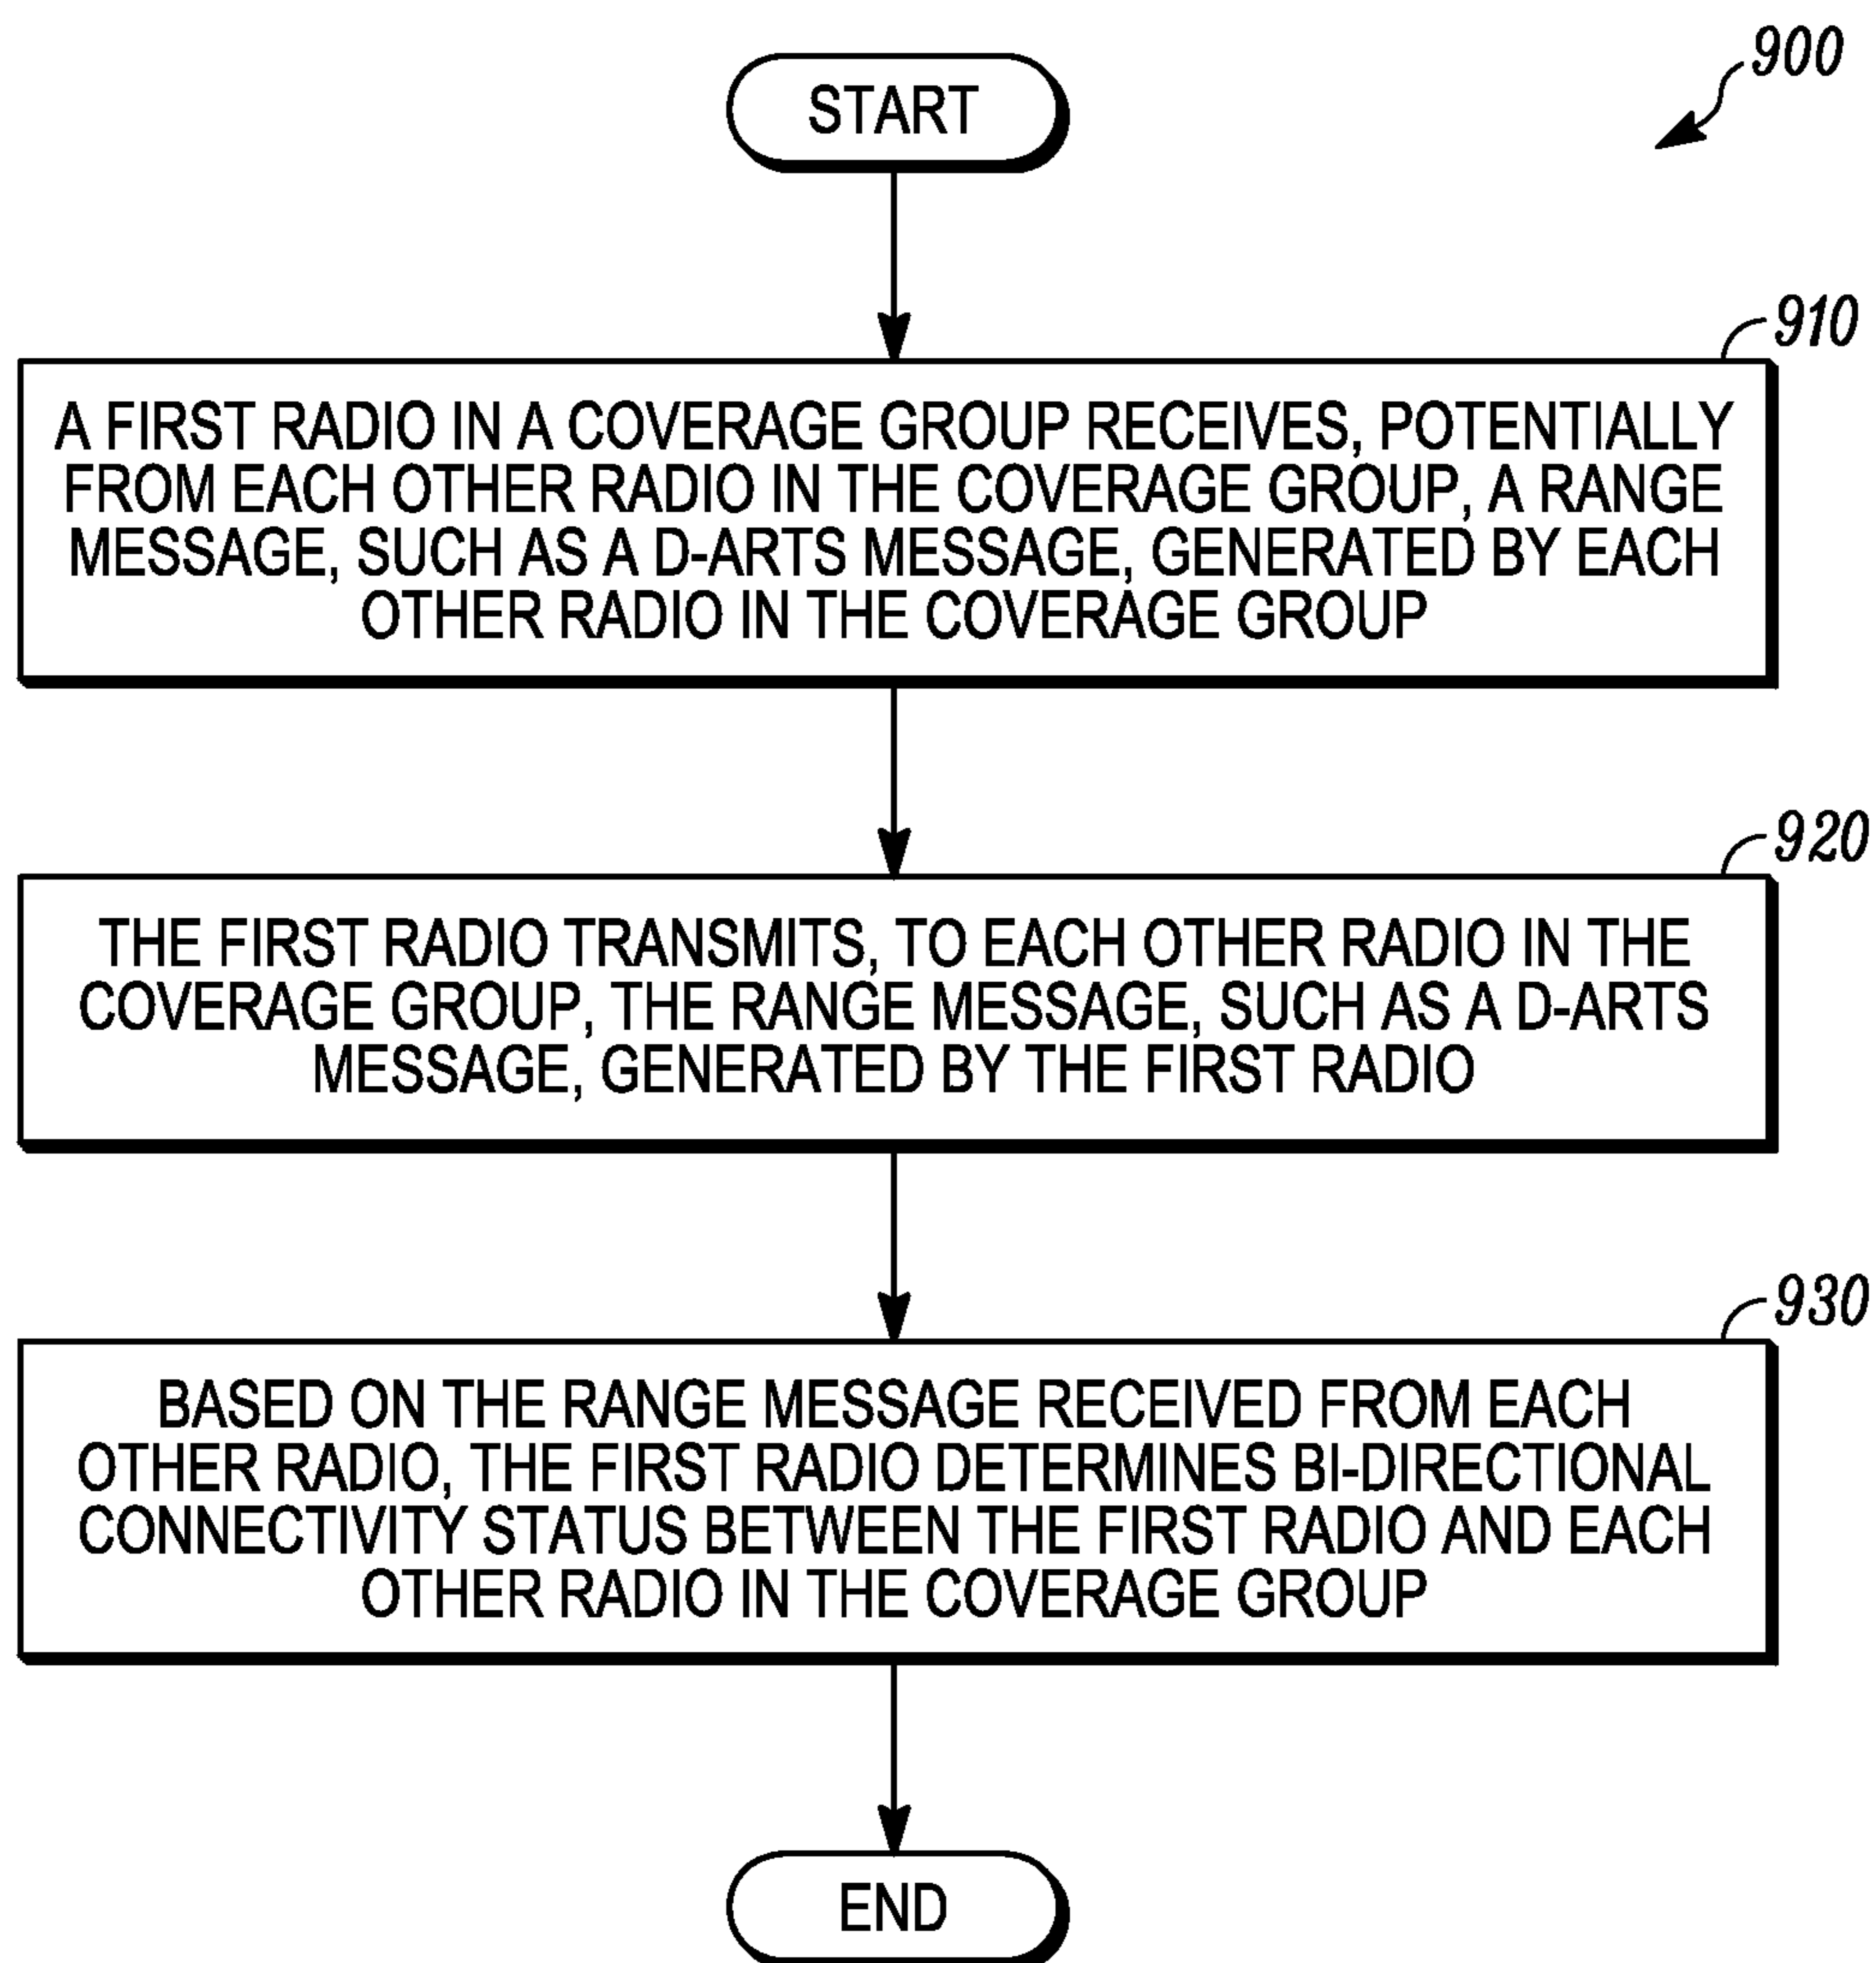 900
START
910
A FIRST RADIO IN A COVERAGE GROUP RECEIVES, POTENTIALLY
FROM EACH OTHER RADIO IN THE COVERAGE GROUP, A RANGE
MESSAGE, SUCH AS A D-ARTS MESSAGE, GENERATED BY EACH
OTHER RADIO IN THE COVERAGE GROUP
920
THE FIRST RADIO TRANSMITS, TO EACH OTHER RADIO IN THE
COVERAGE GROUP, THE RANGE MESSAGE, SUCH AS A D-ARTS
MESSAGE, GENERATED BY THE FIRST RADIO
930
BASED ON THE RANGE MESSAGE RECEIVED FROM EACH
OTHER RADIO, THE FIRST RADIO DETERMINES BI-DIRECTIONAL
CONNECTIVITY STATUS BETWEEN THE FIRST RADIO AND EACH
OTHER RADIO IN THE COVERAGE GROUP
END